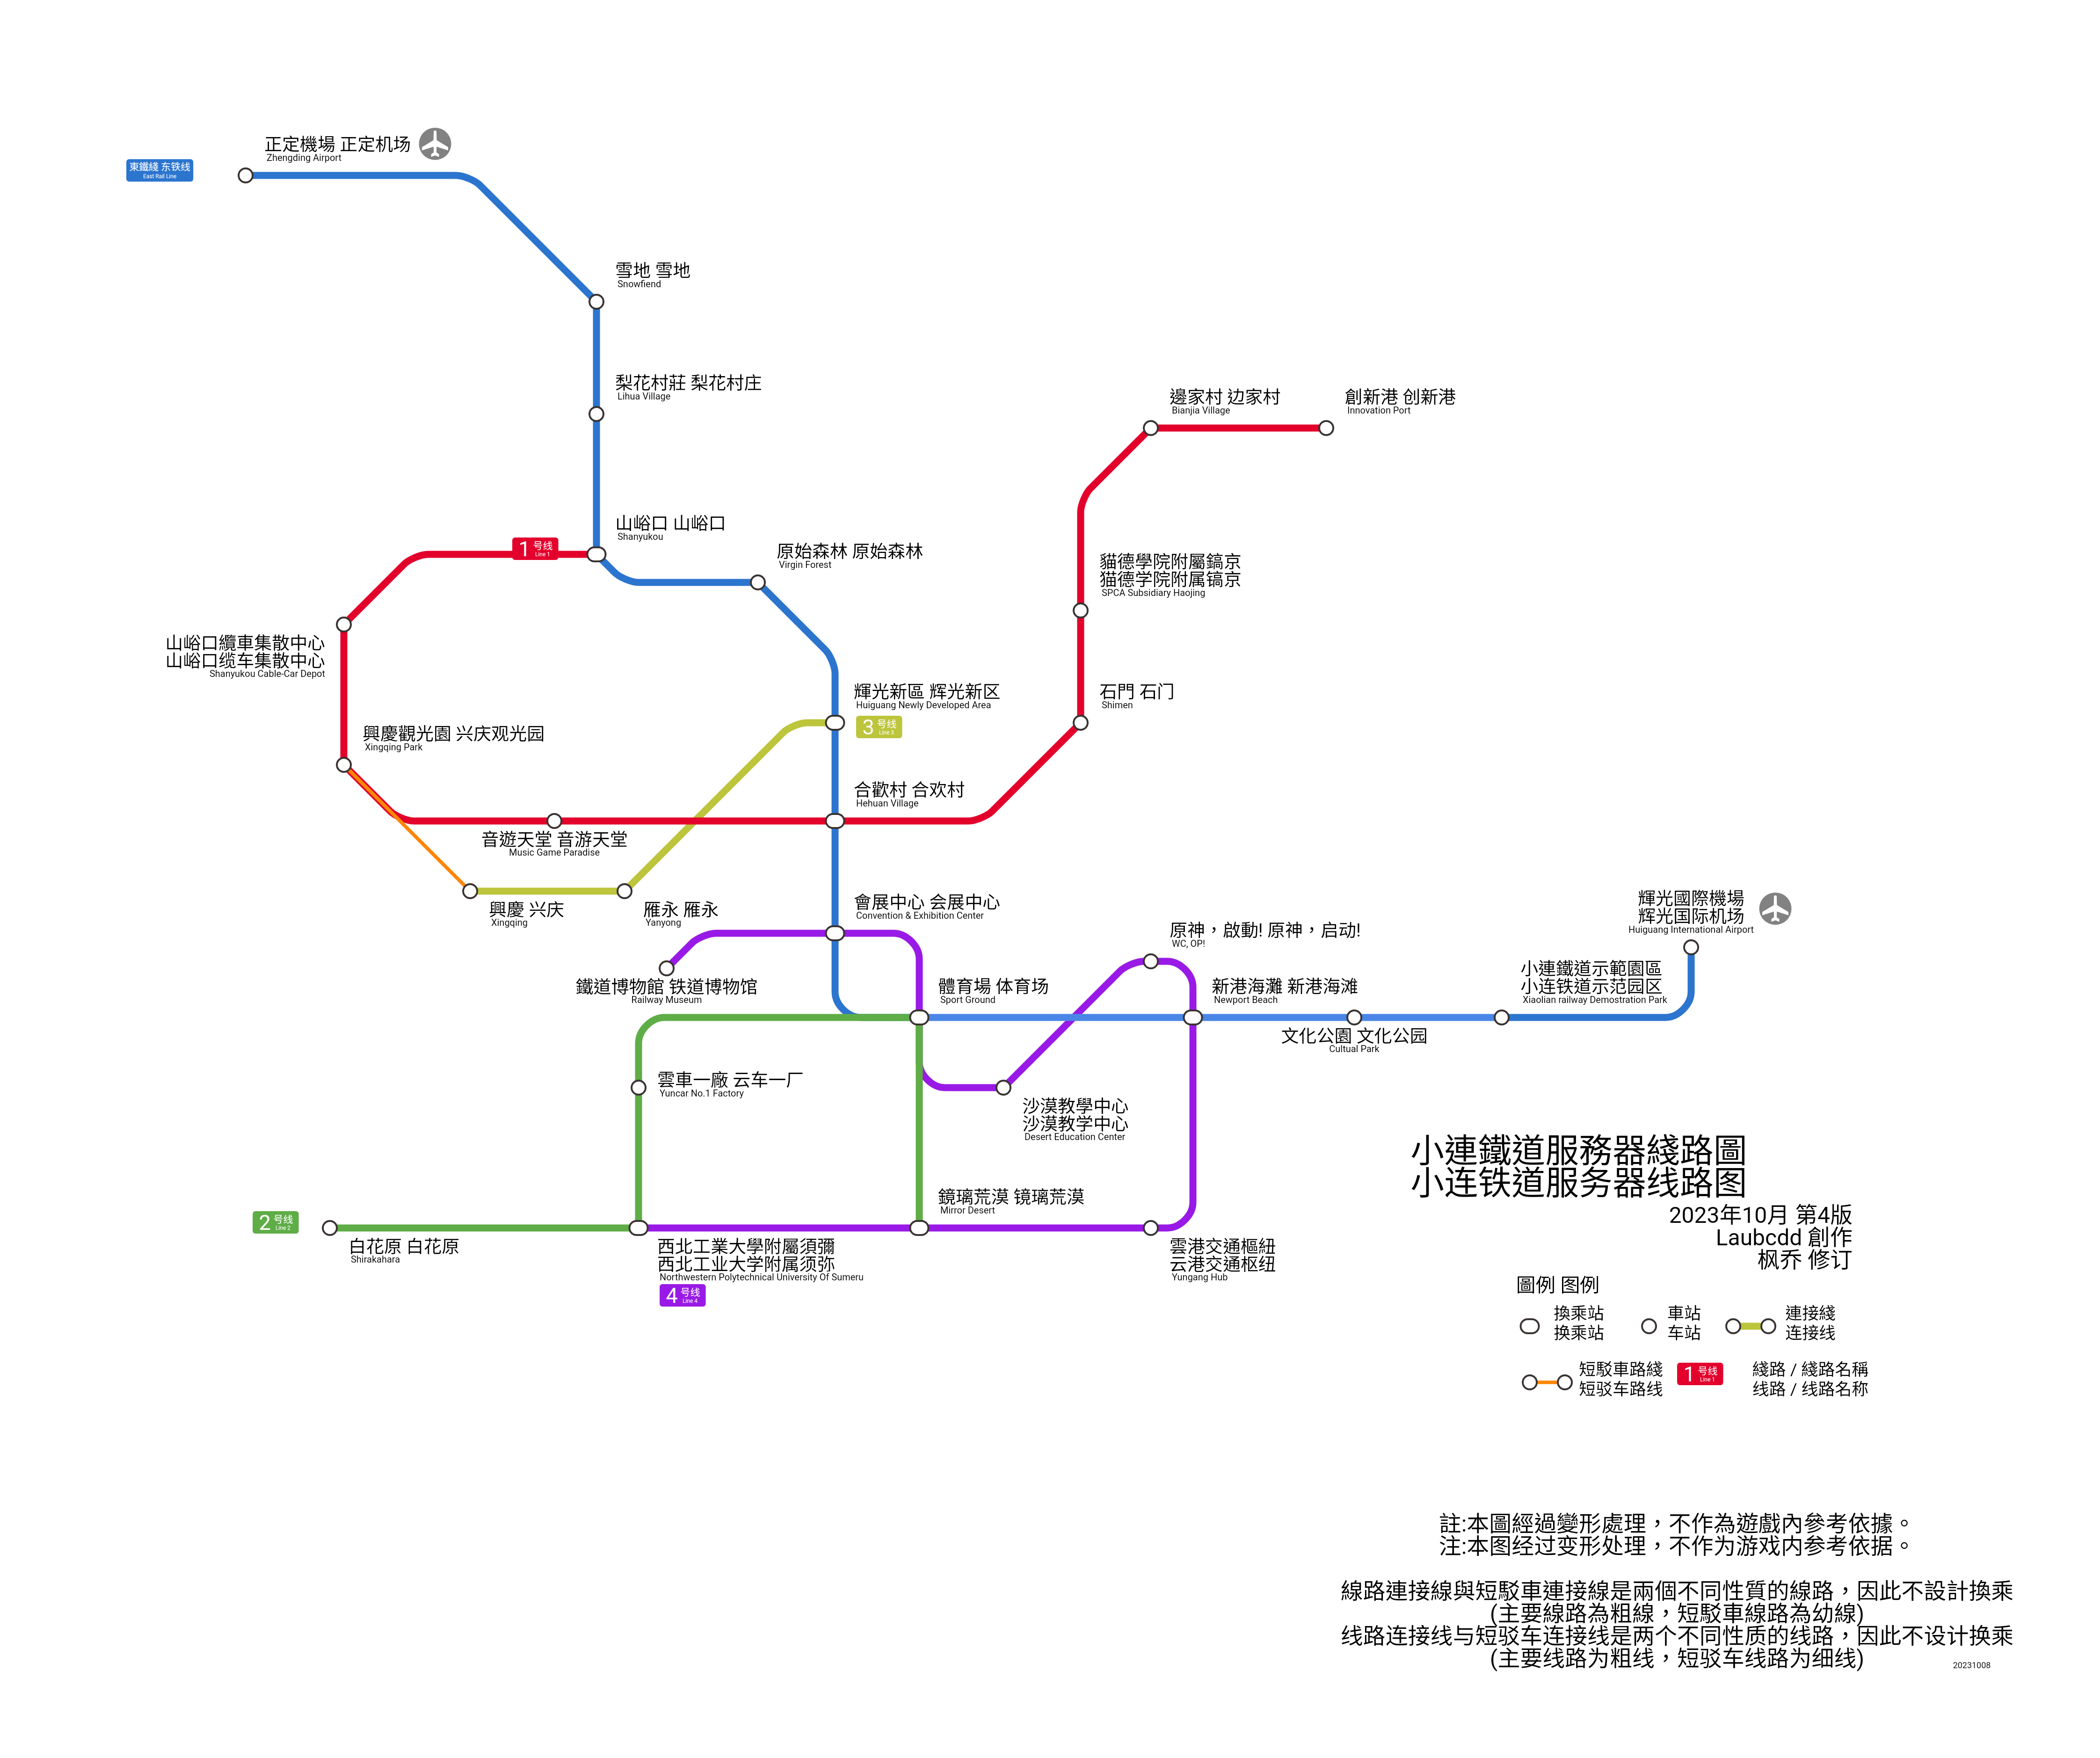 正定機場 正定机场
Zhengding Airport
東鐵綫 东铁线
East Rail Line
雪地 雪地
Snowfiend
梨花村莊 梨花村庄
Lihua Village
邊家村 边家村
Bianjia Village
創新港 创新港
Innovation Port
山峪口 山峪口
Shanyukou
1 号线
Line 1
原始森林 原始森林
Virgin Forest
貓德學院附屬鎬京
猫德学院附属镐京
SPCA Subsidiary Haojing
山峪口纜車集散中心
山峪口缆车集散中心
Shanyukou Cable-Car Depot
輝光新區 辉光新区
Huiguang Newly Developed Area
3 号线
Line 3
石門 石门
Shimen
興慶觀光園 兴庆观光园
Xingqing Park
合歡村 合欢村
Hehuan Village
音遊天堂 音游天堂
Music Game Paradise
興慶 兴庆
Xingqing
雁永 雁永
Yanyong
會展中心 会展中心
Convention & Exhibition Center
輝光國際機場
辉光国际机场
Huiguang International Airport
原神，啟動! 原神，启动!
WC, OP!
鐵道博物館 铁道博物馆
Railway Museum
體育場 体育场
Sport Ground
新港海灘 新港海滩
Newport Beach
小連鐵道示範園區
小连铁道示范园区
Xiaolian railway Demostration Park
文化公園 文化公园
Cultual Park
雲車一廠 云车一厂
Yuncar No.1 Factory
沙漠教學中心
沙漠教学中心
Desert Education Center
鏡璃荒漠 镜璃荒漠
Mirror Desert
2 号线
Line 2
白花原 白花原
Shirakahara
西北工業大學附屬須彌
西北工业大学附属须弥
Northwestern Polytechnical University Of Sumeru
4 号线
Line 4
雲港交通樞紐
云港交通枢纽
Yungang Hub
小連鐵道服務器綫路圖
小连铁道服务器线路图
2023年10月 第4版
Laubcdd 創作
枫乔 修订
圖例 图例
換乘站
换乘站
車站
车站
連接綫
连接线
短駁車路綫
短驳车路线
1 号线
Line 1
綫路 / 綫路名稱
线路 / 线路名称
註:本圖經過變形處理，不作為遊戲內參考依據。
注:本图经过变形处理，不作为游戏内参考依据。
線路連接線與短駁車連接線是兩個不同性質的線路，因此不設計換乘
(主要線路為粗線，短駁車線路為幼線)
线路连接线与短驳车连接线是两个不同性质的线路，因此不设计换乘
(主要线路为粗线，短驳车线路为细线)
20231008